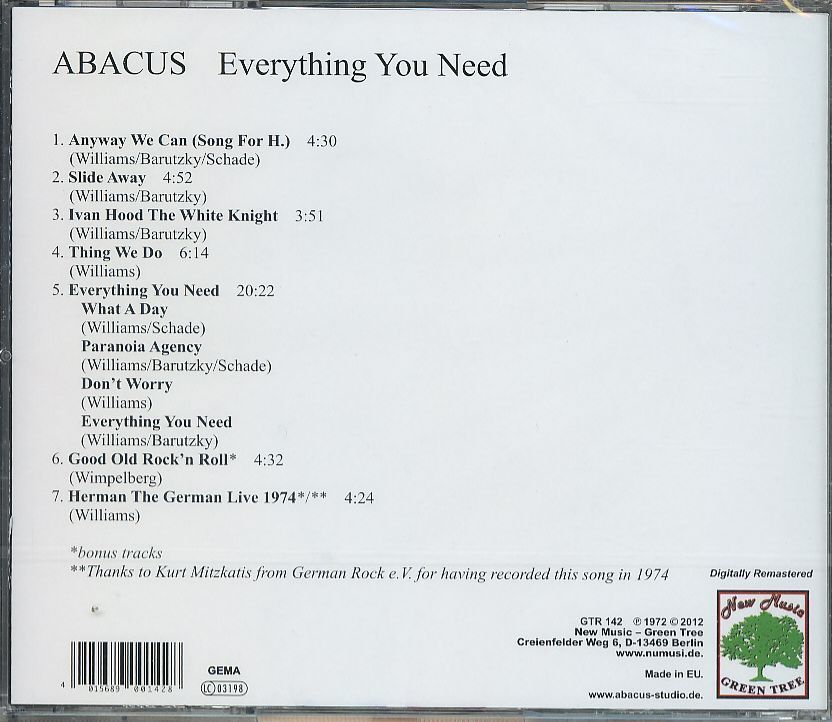 ABACUS Everything You Need
1. Anyway We Can (Song For H.) 4:30
(Williams/Barutzky/Schade)
2. Slide Away 4:52
(Williams/Barutzky)
3. Ivan Hood The White Knight 3:51
(Williams/Barutzky)
4. Thing We Do 6:14
(Williams)
5. Everything You Need 20:22
What A Day
(Williams/Schade)
Paranoia Agency
(Williams/Barutzky/Schade)
Don't Worry
(Williams)
Everything You Need
(Williams/Barutzky)
6. Good Old Rock'n Roll* 4:32
(Wimpelberg)
7. Herman The German Live 1974*/** 4:24
(Williams)
*bonus tracks
**Thanks to Kurt Mitzkatis from German Rock e.V. for having recorded this song in 1974
Digitally Remastered
GTR 142 ℗ 1972 © 2012
New Music – Green Tree
Creienfelder Weg 6, D-13469 Berlin
www.numusi.de.
Made in EU.
www.abacus-studio.de.
New Music
GREEN TREE
GEMA
LC 03198
4 015689 001428